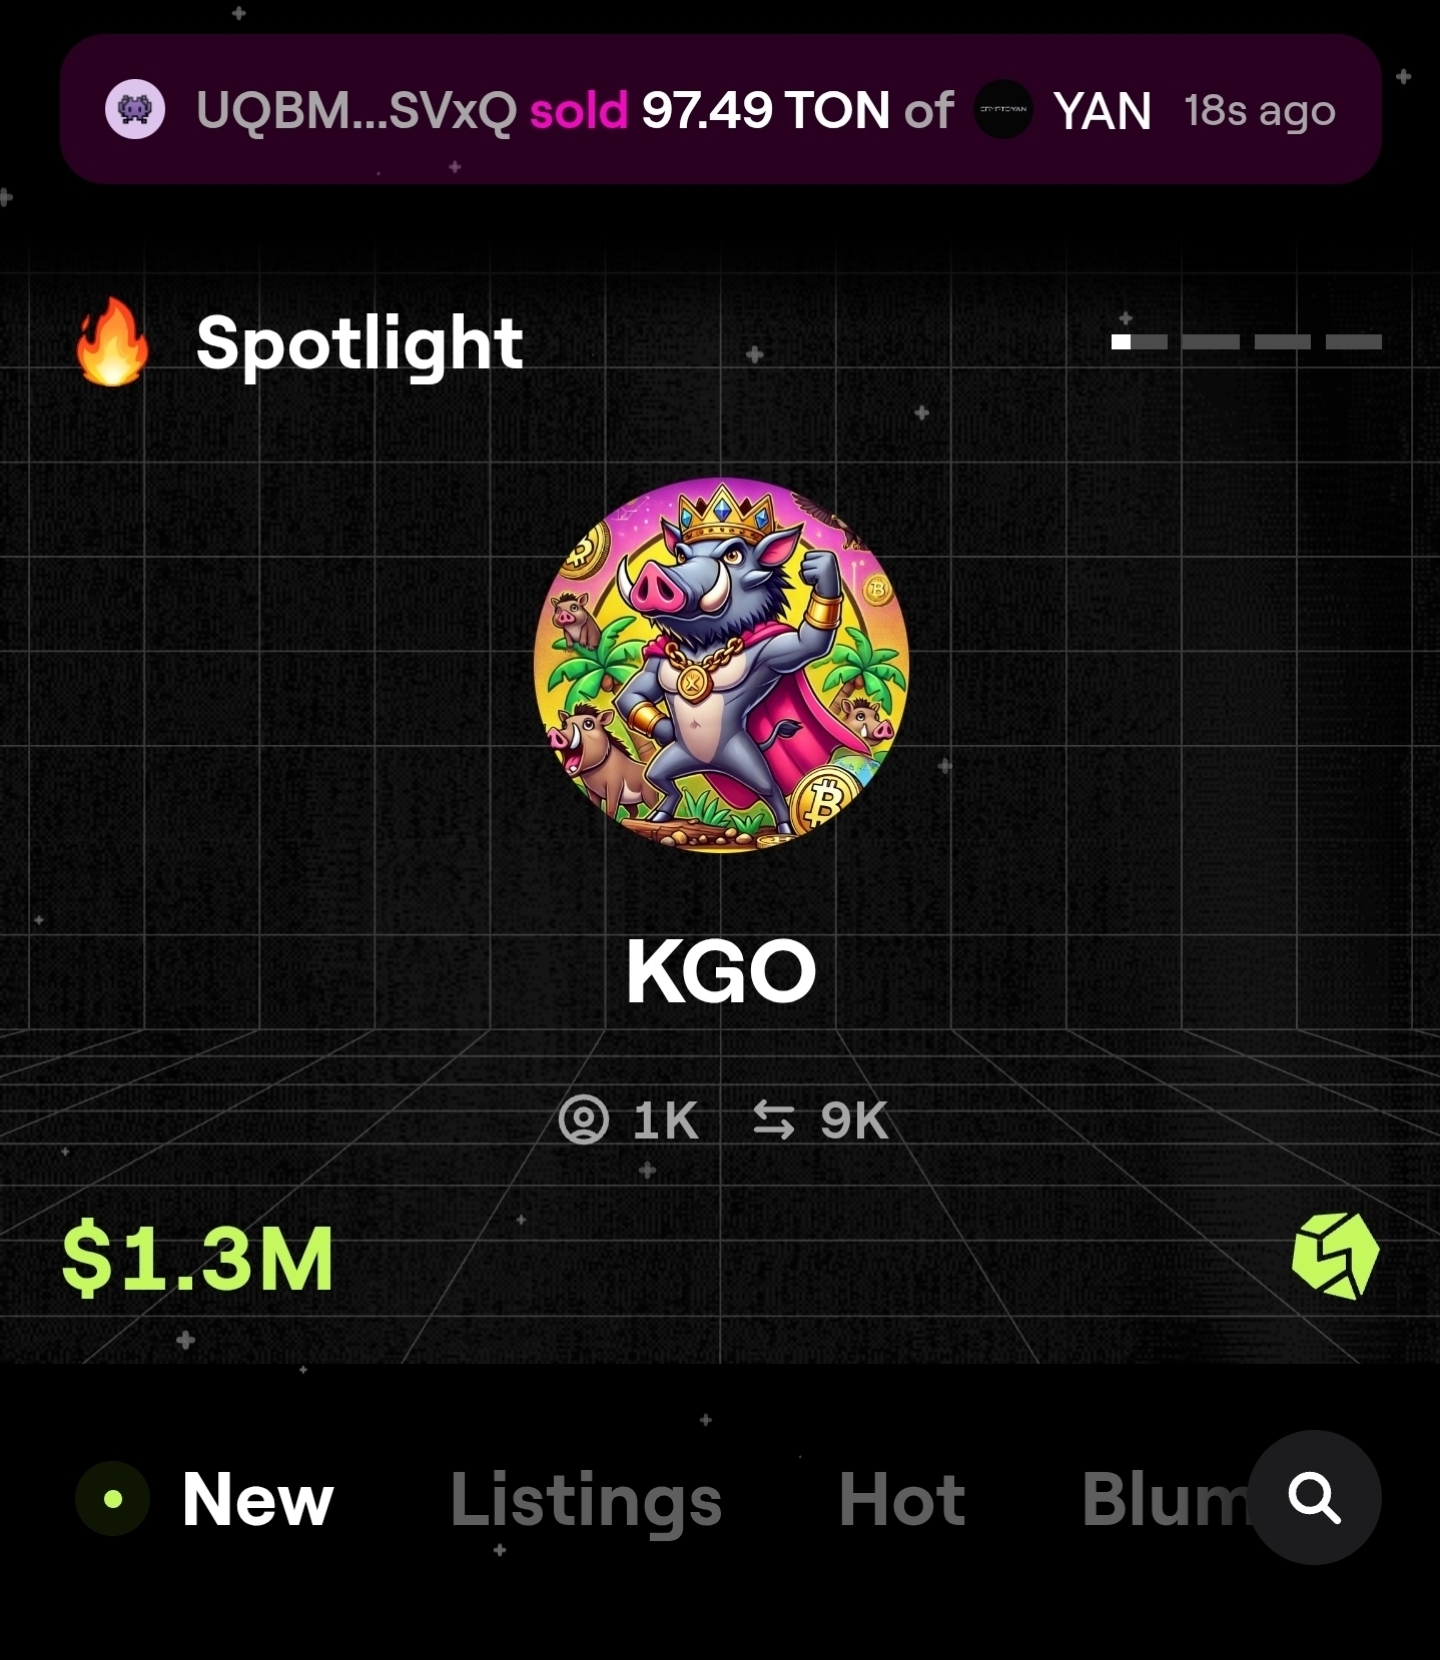 UQBM...SVxQ sold 97.49 TON of YAN 18s ago
Spotlight
KGO
1K 9K
$1.3M
New Listings Hot Blum